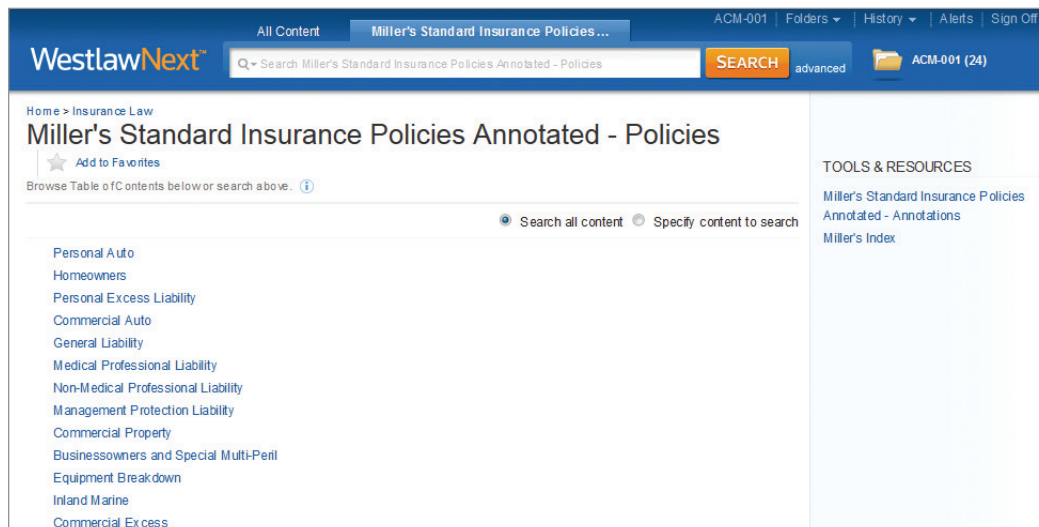 ACM-001 | Folders | History | Alerts | Sign Off
All Content Miller's Standard Insurance Policies...
WestlawNext™ Search Miller's Standard Insurance Policies Annotated - Policies SEARCH advanced ACM-001 (24)
Home > Insurance Law
Miller's Standard Insurance Policies Annotated - Policies
Add to Favorites
Browse Table of Contents below or search above.
Search all content Specify content to search
Personal Auto
Homeowners
Personal Excess Liability
Commercial Auto
General Liability
Medical Professional Liability
Non-Medical Professional Liability
Management Protection Liability
Commercial Property
Businessowners and Special Multi-Peril
Equipment Breakdown
Inland Marine
Commercial Excess
TOOLS & RESOURCES
Miller's Standard Insurance Policies
Annotated - Annotations
Miller's Index